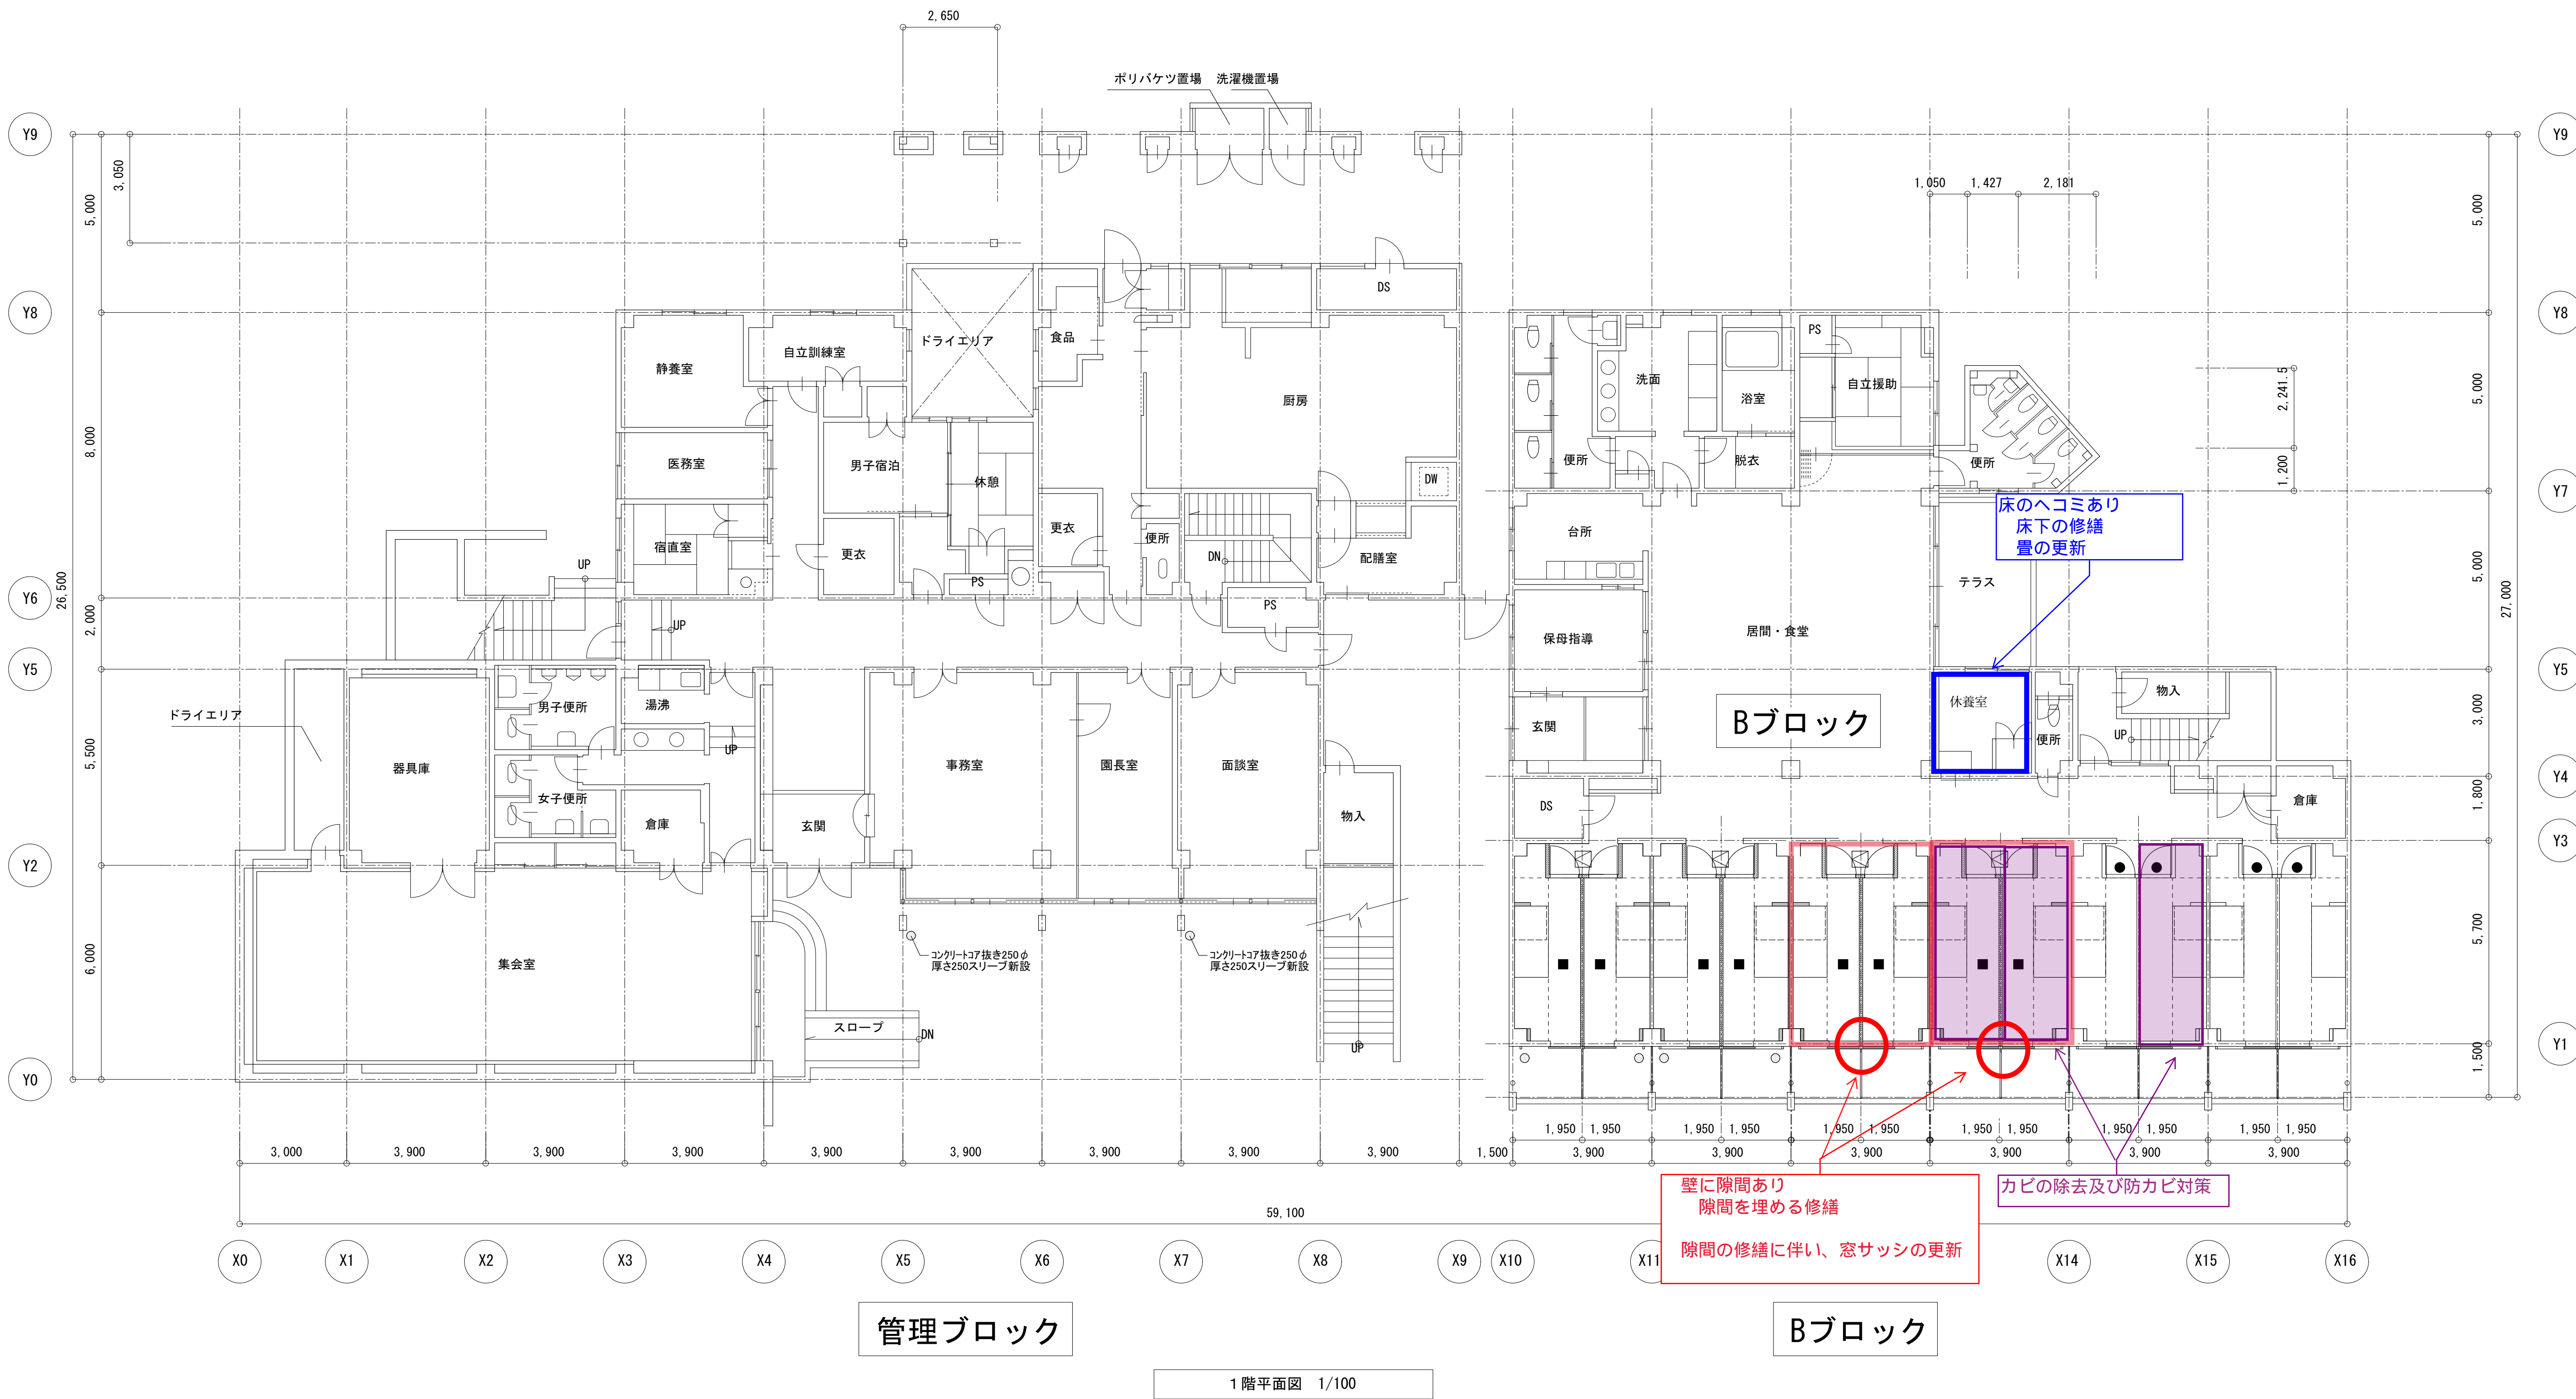 2,650
ポリバケツ置場 洗濯機置場
Y9
Y9
3,050
5,000
1,050 1,427 2,181
5,000
DS
Y8
Y8
PS
食品
ドライエリア
自立訓練室
静養室
洗面
自立援助
浴室
厨房
2,241.5
5,000
8,000
医務室
男子宿泊
休憩
便所
脱衣
便所
DW
1,200
Y7
Y7
床のヘコミあり
床下の修繕
畳の更新
更衣
便所
台所
宿直室
更衣
DN
配膳室
UP
PS
テラス
5,000
26,500
Y6
Y6
PS
2,000
UP
保母指導
居間・食堂
27,000
Y5
Y5
物入
休養室
男子便所
湯沸
ドライエリア
Bブロック
玄関
便所
UP
3,000
UP
5,500
器具庫
事務室
園長室
面談室
Y4
女子便所
倉庫
玄関
物入
DS
倉庫
1,800
Y3
Y2
コンクリートコア抜き250φ
厚さ250スリーブ新設
コンクリートコア抜き250φ
厚さ250スリーブ新設
集会室
6,000
5,700
スロープ
DN
UP
Y1
Y0
1,500
1,950 1,950 1,950 1,950 1,950 1,950 1,950 1,950 1,950 1,950 1,950 1,950
3,000 3,900 3,900 3,900 3,900 3,900 3,900 3,900 3,900 1,500 3,900 3,900 3,900 3,900 3,900 3,900
壁に隙間あり
隙間を埋める修繕
隙間の修繕に伴い、窓サッシの更新
カビの除去及び防カビ対策
59,100
X0 X1 X2 X3 X4 X5 X6 X7 X8 X9 X10 X11 X14 X15 X16
管理ブロック
Bブロック
1階平面図 1/100